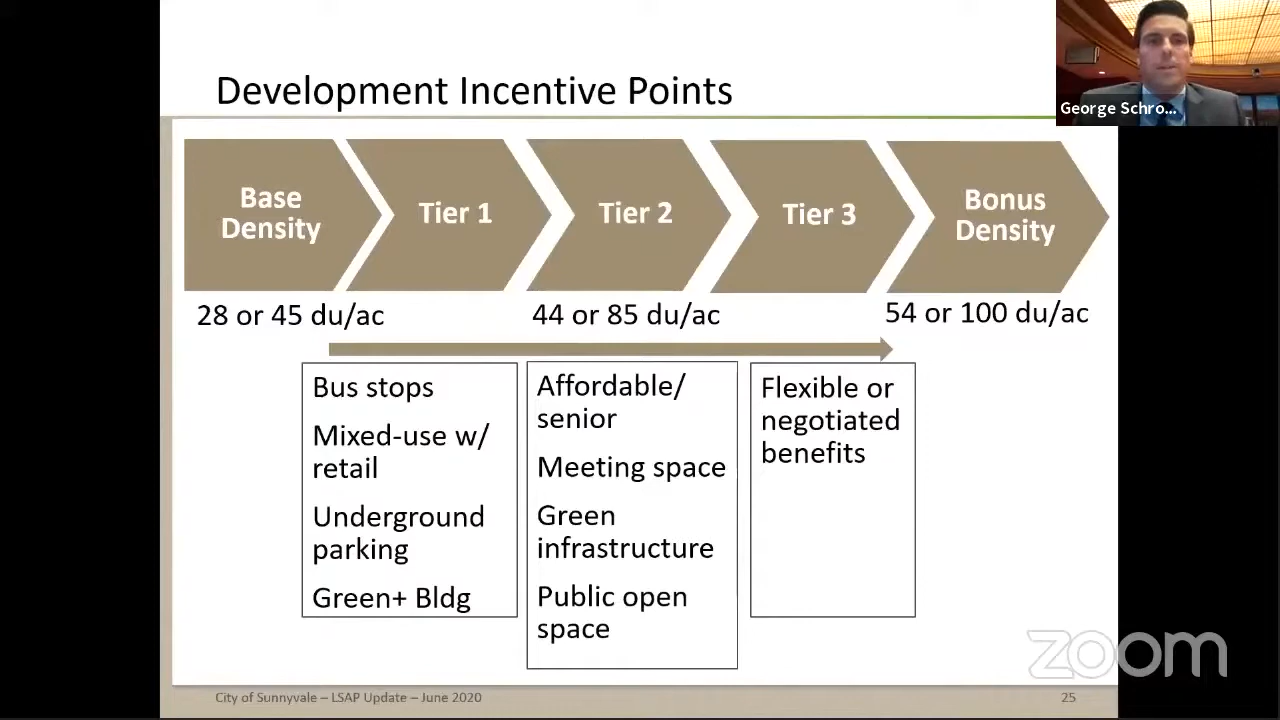 Development Incentive Points
George Schro...
Base
Density
Tier 1
Tier 2
Tier 3
Bonus
Density
28 or 45 du/ac
44 or 85 du/ac
54 or 100 du/ac
Bus stops
Mixed-use w/
retail
Underground
parking
Green+ Bldg
Affordable/
senior
Meeting space
Green
infrastructure
Public open
space
Flexible or
negotiated
benefits
zoom
City of Sunnyvale – LSAP Update – June 2020
25